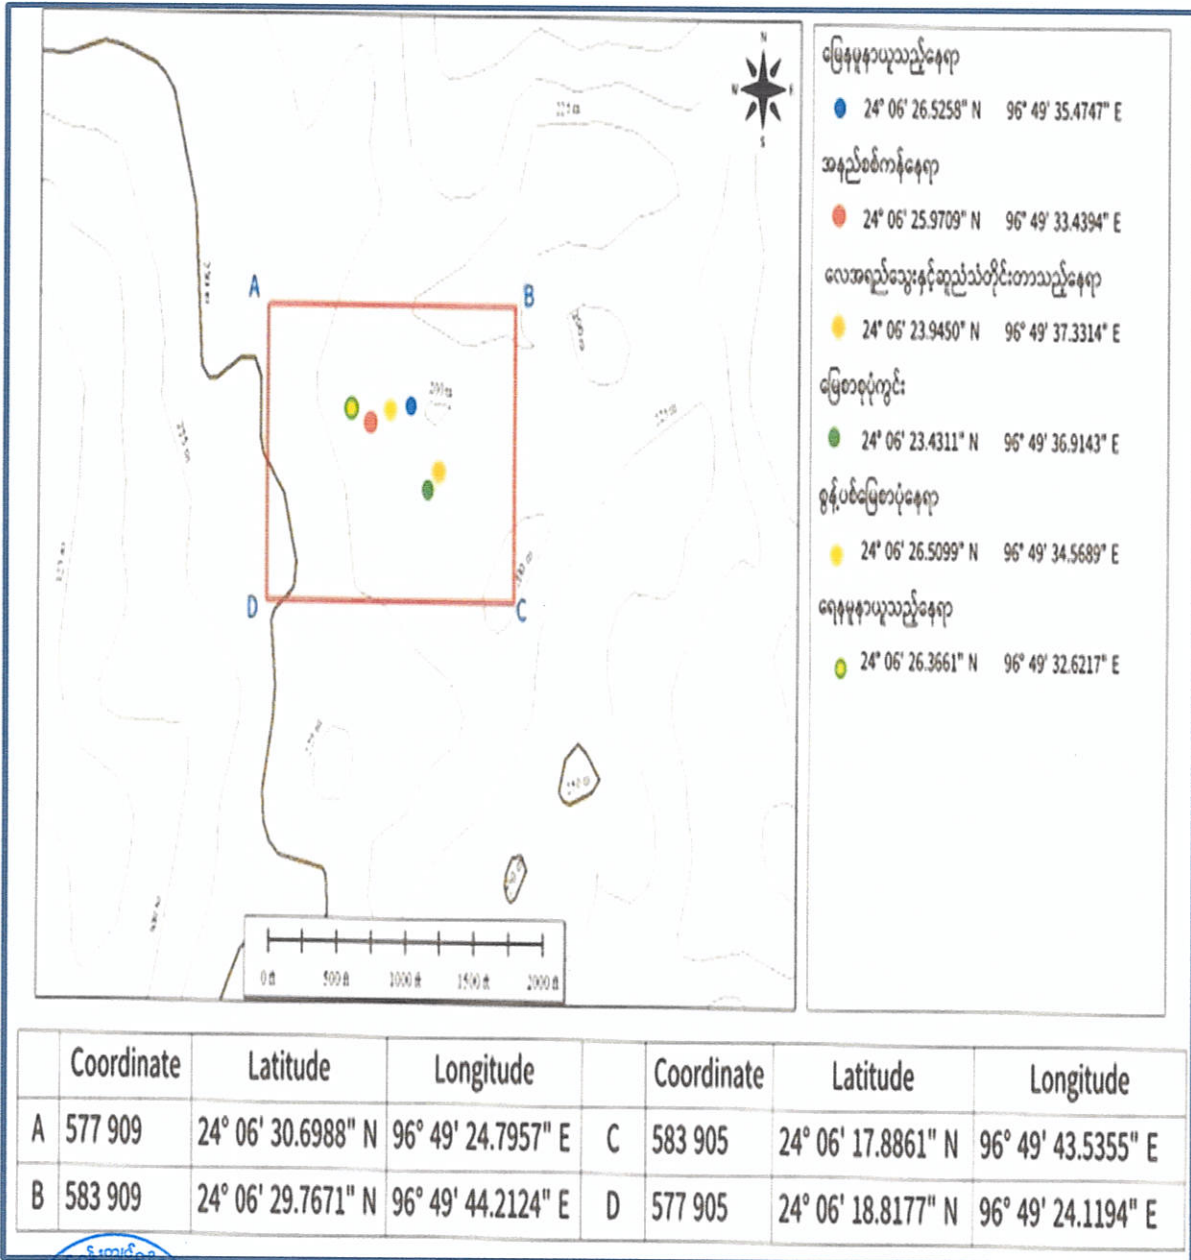 N
W E
S
225 m
A
B
200 m
225 m
225 m
225 m
D
C
0 ft 500 ft 1000 ft 1500 ft 2000 ft
မြေနမူနာယူသည့်နေရာ
24° 06' 26.5258" N 96° 49' 35.4747" E
အနည်စစ်ကန်နေရာ
24° 06' 25.9709" N 96° 49' 33.4394" E
လေအရည်သွေးနှင့်ဆူညံသံတိုင်းတာသည့်နေရာ
24° 06' 23.9450" N 96° 49' 37.3314" E
မြေစာစုပုံကွင်း
24° 06' 23.4311" N 96° 49' 36.9143" E
စွန့်ပစ်မြေစာပုံနေရာ
24° 06' 26.5099" N 96° 49' 34.5689" E
ရေနမူနာယူသည့်နေရာ
24° 06' 26.3661" N 96° 49' 32.6217" E
Coordinate Latitude Longitude Coordinate Latitude Longitude
A 577 909 24° 06' 30.6988" N 96° 49' 24.7957" E C 583 905 24° 06' 17.8861" N 96° 49' 43.5355" E
B 583 909 24° 06' 29.7671" N 96° 49' 44.2124" E D 577 905 24° 06' 18.8177" N 96° 49' 24.1194" E